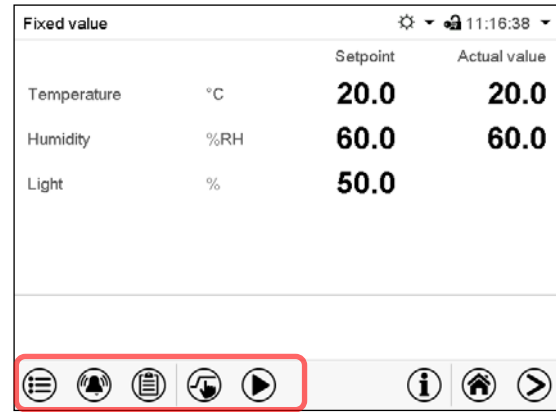 Fixed value 11:16:38
Setpoint Actual value
Temperature °C 20.0 20.0
Humidity %RH 60.0 60.0
Light % 50.0